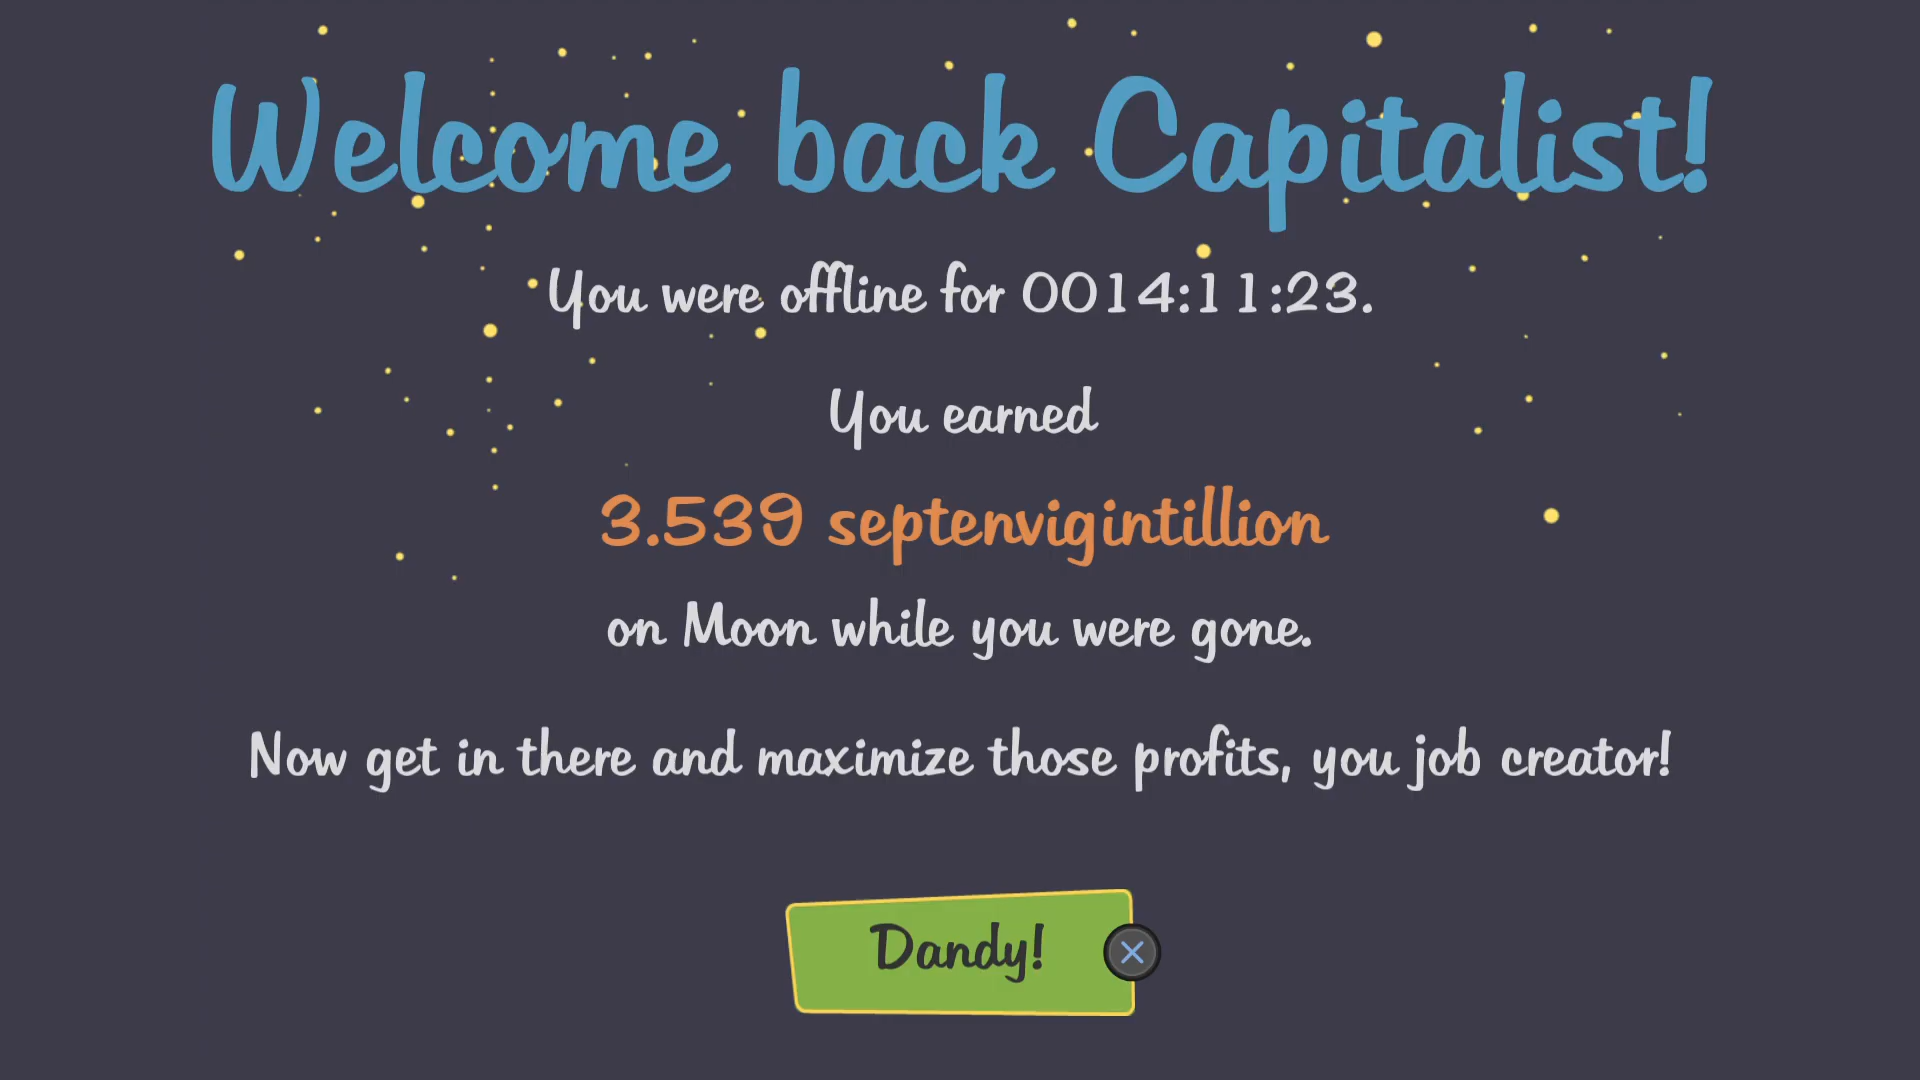 Welcome back Capitalist!
You were offline for 0014:11:23.
You earned
3.539 septenvigintillion
on Moon while you were gone.
Now get in there and maximize those profits, you job creator!
Dandy!